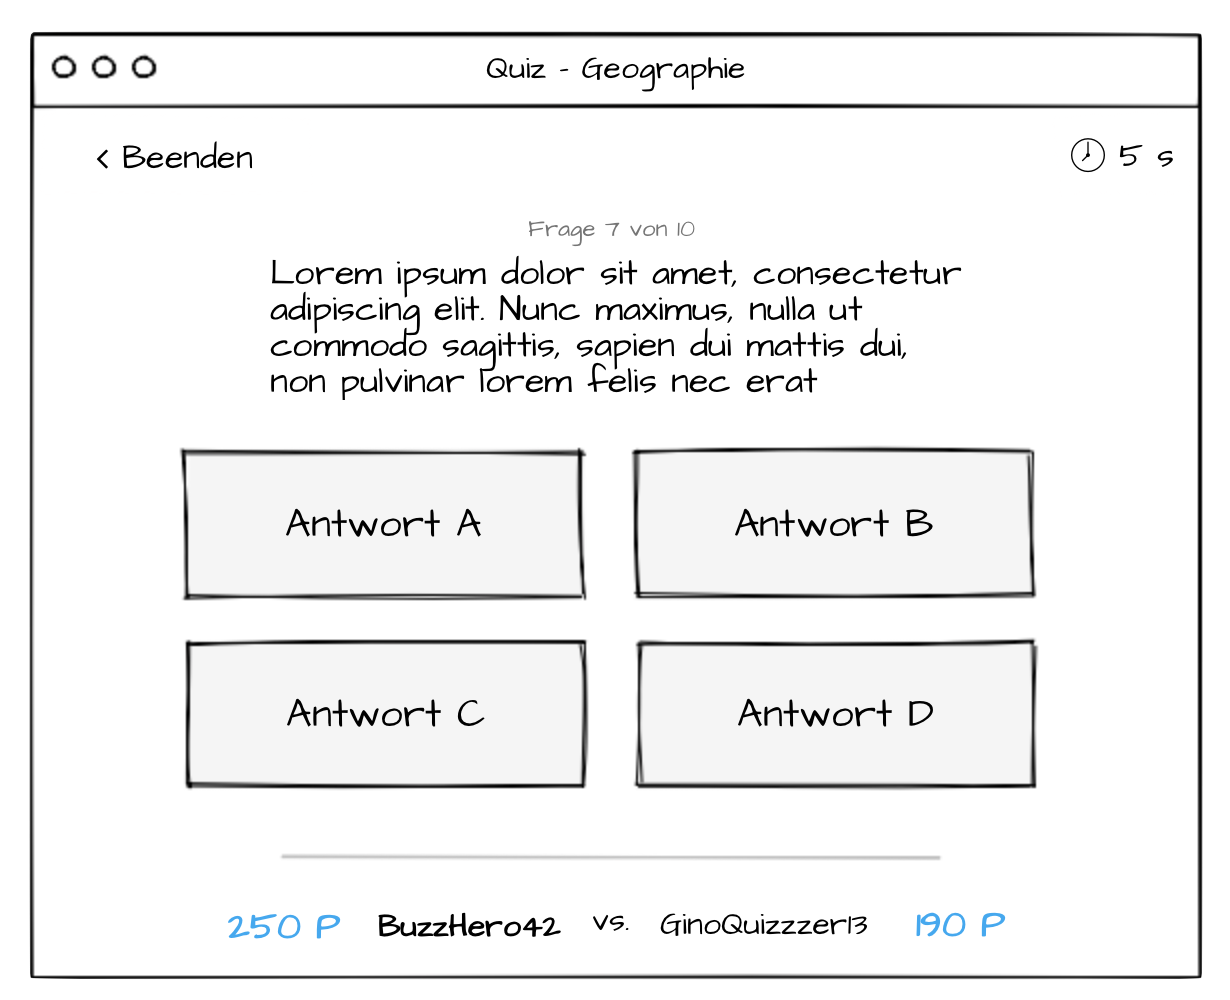 Quiz - Geographie
< Beenden
5 s
Frage 7 von 10
Lorem ipsum dolor sit amet, consectetur
adipiscing elit. Nunc maximus, nulla ut
commodo sagittis, sapien dui mattis dui,
non pulvinar lorem felis nec erat
Antwort A
Antwort B
Antwort C
Antwort D
250 P BuzzHero42 vs. GinoQuizzzer13 190 P